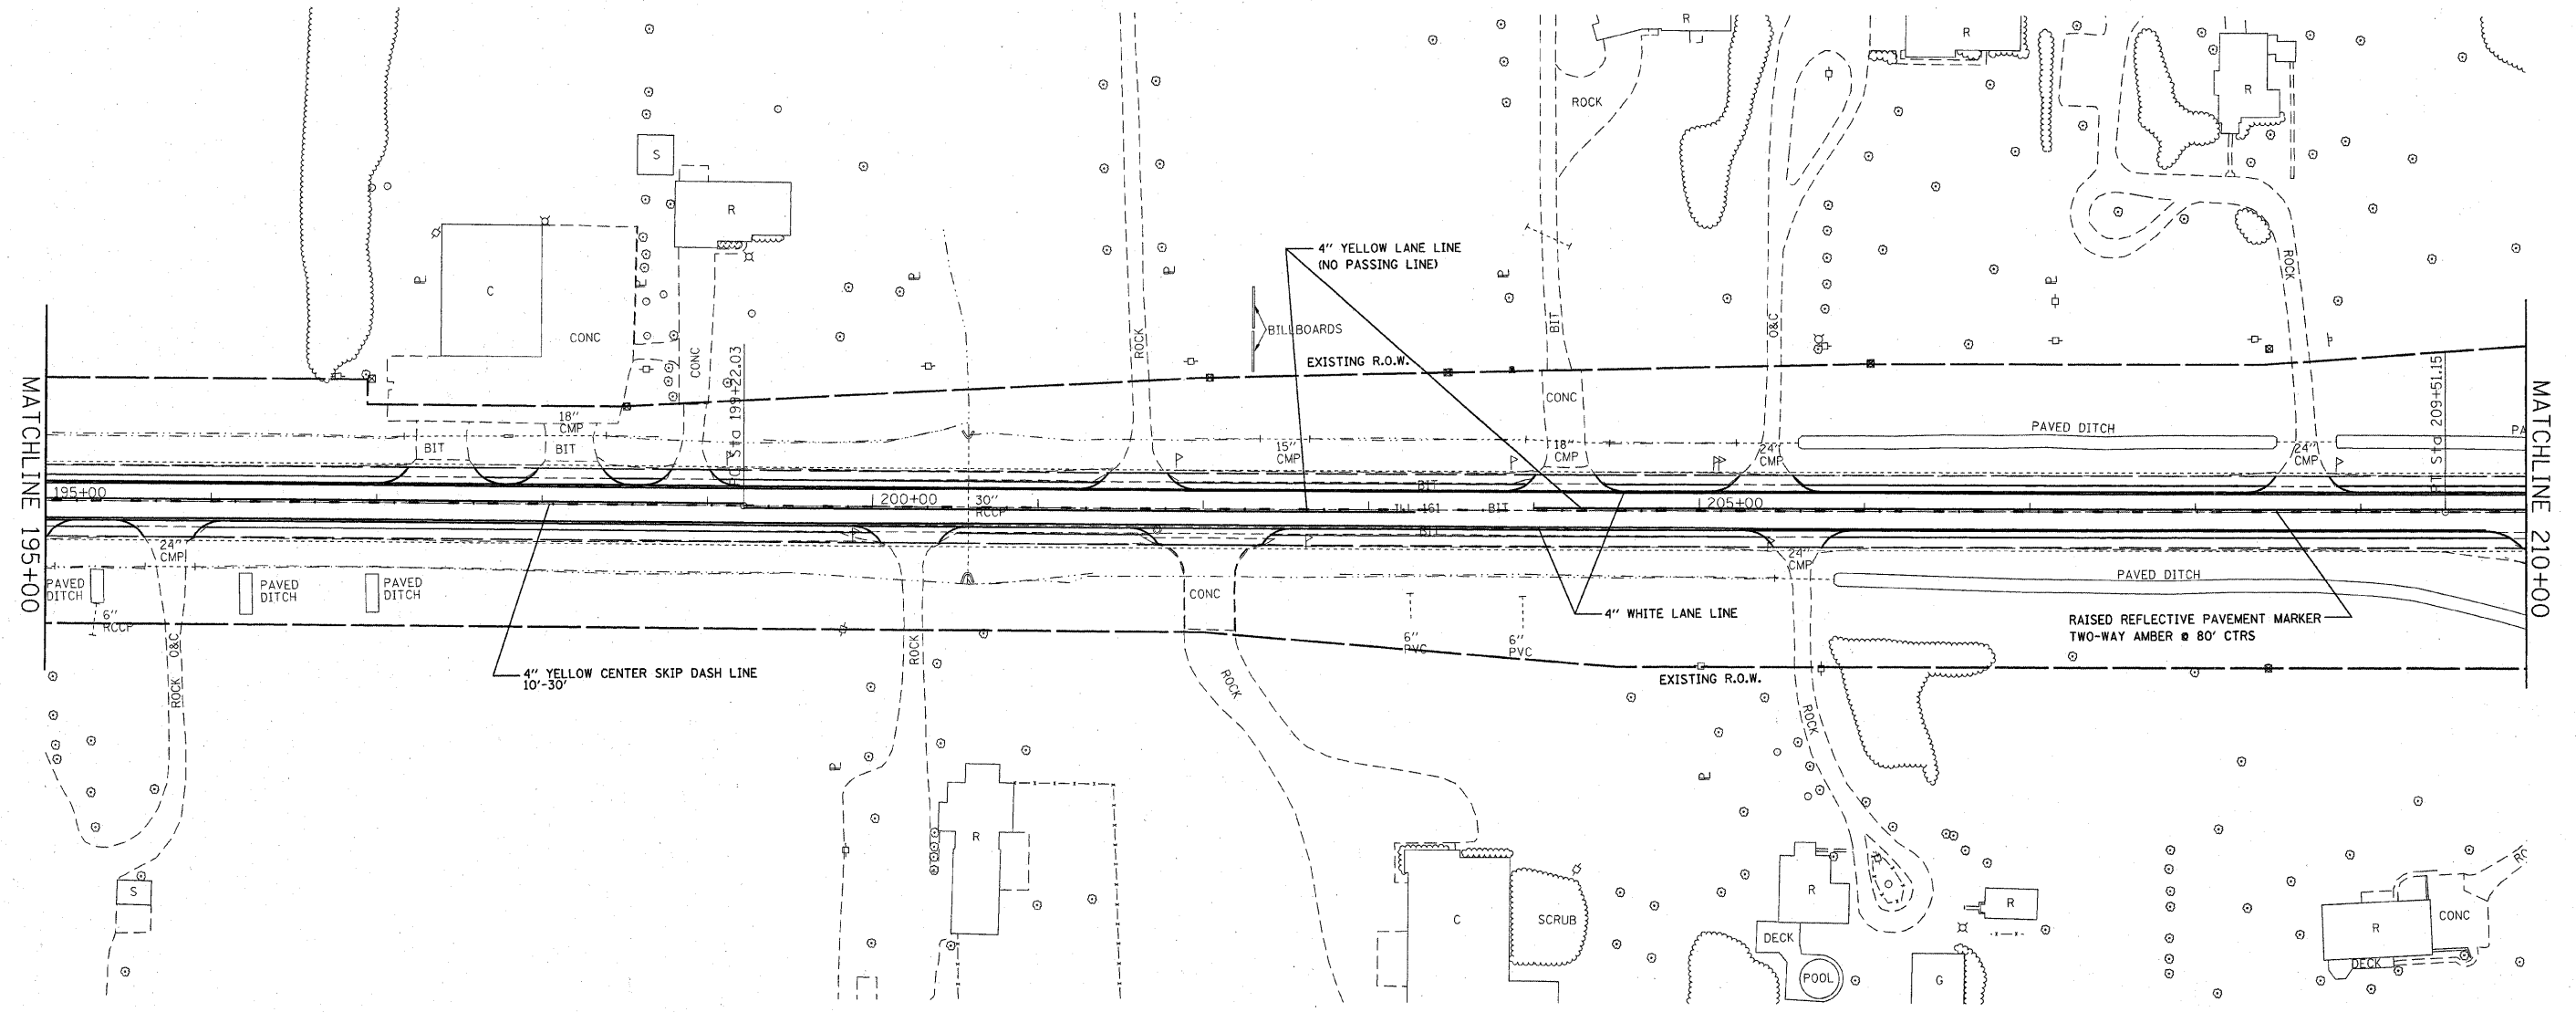 R
R
R
ROCK
S
R
C
CONC
CONC
4" YELLOW LANE LINE
(NO PASSING LINE)
BILLBOARDS
EXISTING R.O.W.
ROCK
BIT
O&C
ROCK
MATCHLINE 195+00
MATCHLINE 210+00
Sta 199+22.03
PT Sta 209+61.15
18"
CMP
BIT
BIT
15"
CMP
CONC
18"
CMP
24"
CMP
PAVED DITCH
24"
CMP
PA
195+00
200+00
30"
RCCP
BIT
ILL 161
BIT
205+00
BIT
24"
CMP
24"
CMP
PAVED
DITCH
PAVED
DITCH
PAVED
DITCH
6"
RCCP
CONC
PAVED DITCH
4" WHITE LANE LINE
RAISED REFLECTIVE PAVEMENT MARKER
TWO-WAY AMBER @ 80' CTRS
6"
PVC
6"
PVC
O&C
ROCK
ROCK
4" YELLOW CENTER SKIP DASH LINE
10'-30'
ROCK
EXISTING R.O.W.
ROCK
R
S
C
SCRUB
R
R
DECK
POOL
G
R
CONC
DECK